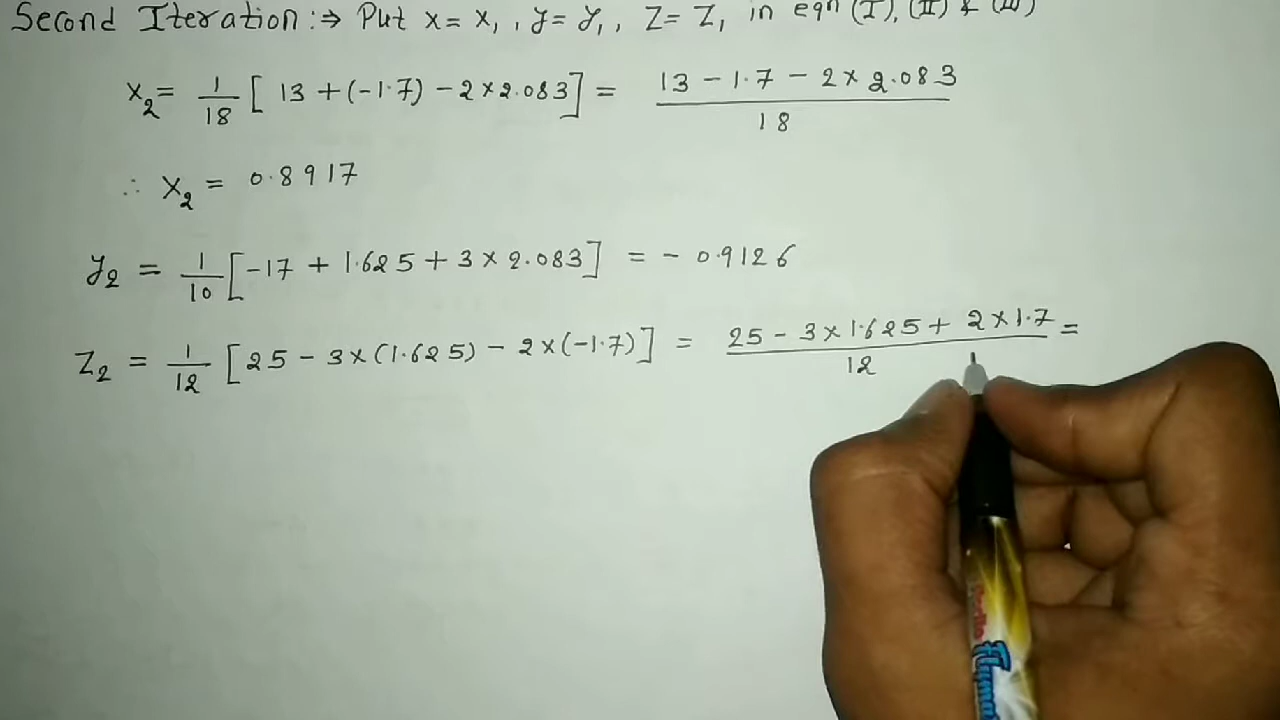 Second Iteration :⇒ Put x = x₁, y = y₁, z = z₁ in eqn (I), (II) & (III)
x₂ = 1/18 [ 13 + (-1.7) - 2 × 2.083 ] = 13 - 1.7 - 2 × 2.083 / 18
∴ x₂ = 0.8917
y₂ = 1/10 [ -17 + 1.625 + 3 × 2.083 ] = - 0.9126
z₂ = 1/12 [ 25 - 3 × (1.625) - 2 × (-1.7) ] = 25 - 3 × 1.625 + 2 × 1.7 / 12 =